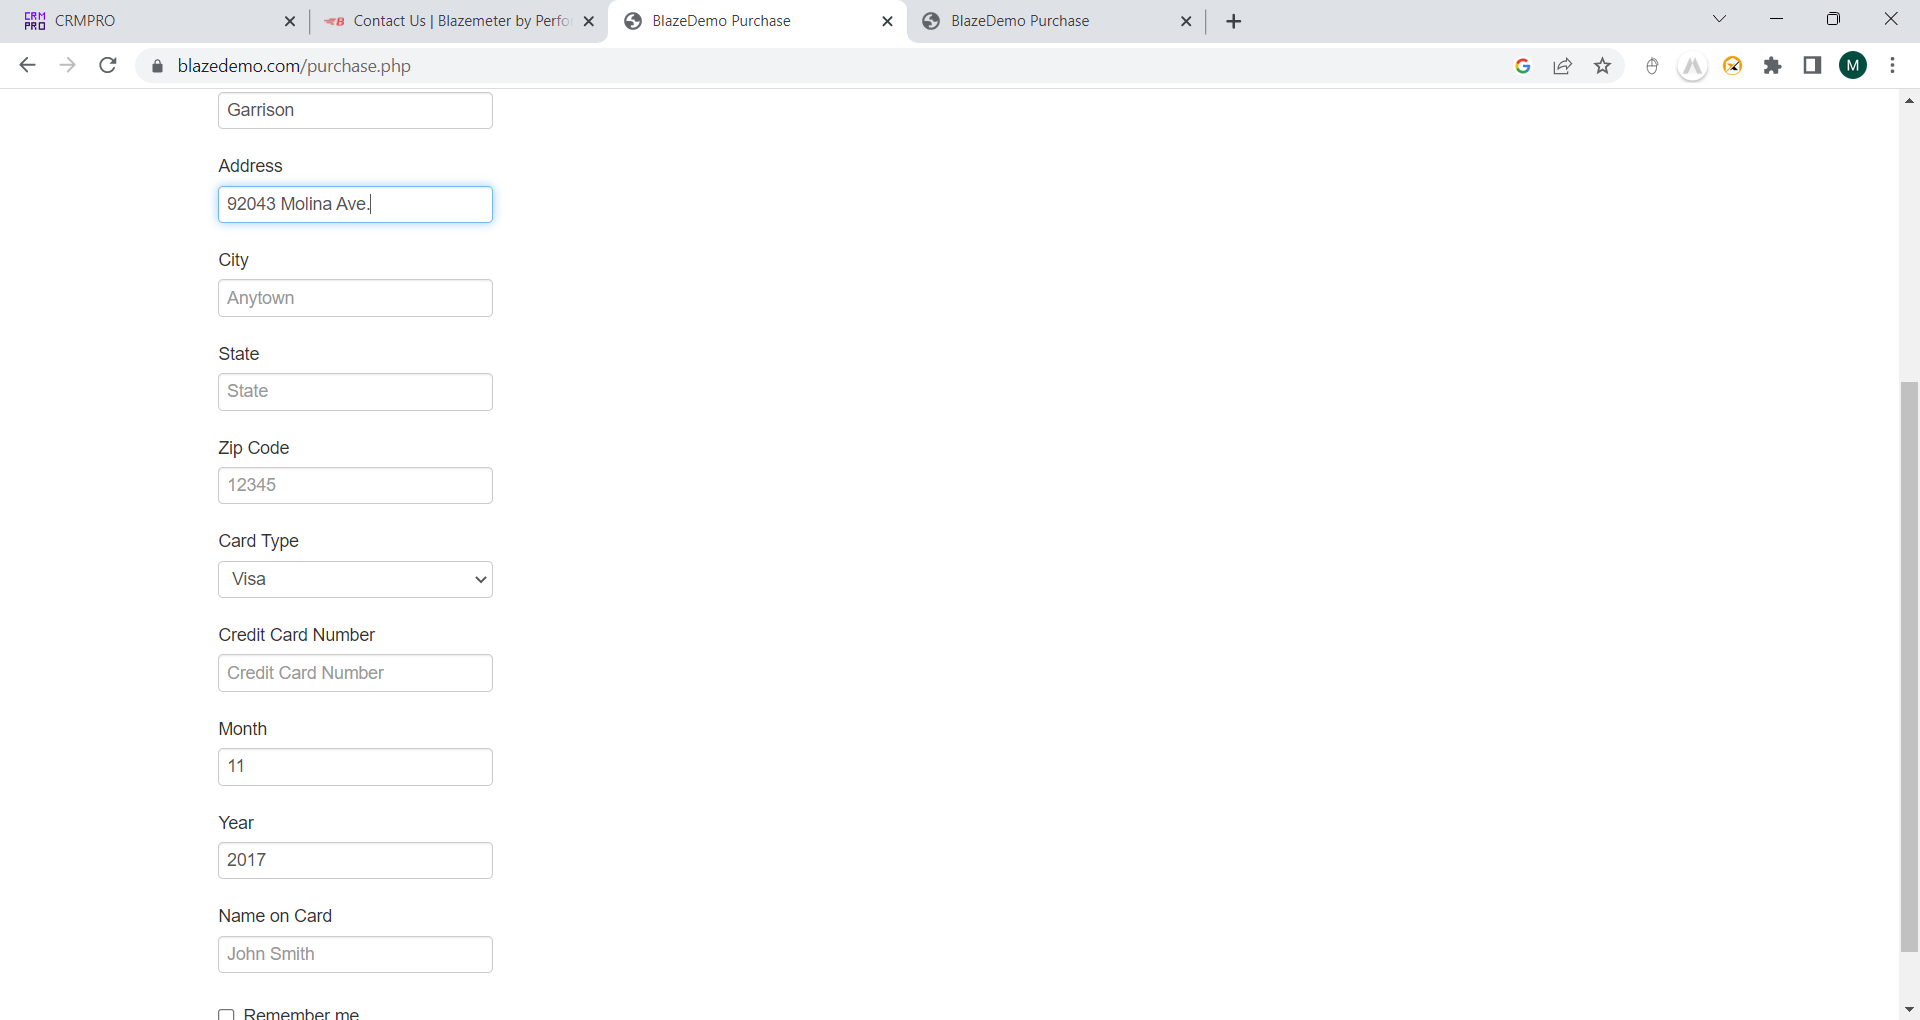 CRM
PRO
CRMPRO
Contact Us | Blazemeter by Perfo
BlazeDemo Purchase
BlazeDemo Purchase
blazedemo.com/purchase.php
M
Garrison
Address
92043 Molina Ave.
City
Anytown
State
State
Zip Code
12345
Card Type
Visa
Credit Card Number
Credit Card Number
Month
11
Year
2017
Name on Card
John Smith
Remember me